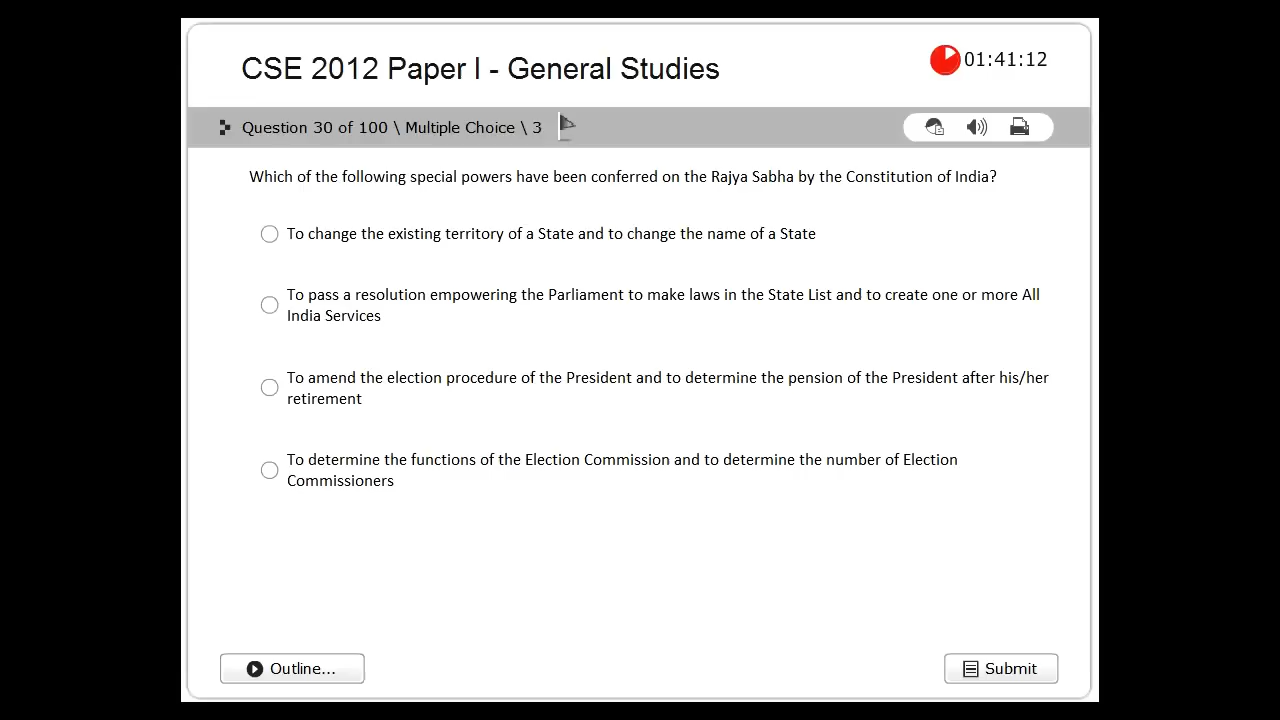 CSE 2012 Paper I - General Studies
01:41:12
Question 30 of 100 \ Multiple Choice \ 3
Which of the following special powers have been conferred on the Rajya Sabha by the Constitution of India?
To change the existing territory of a State and to change the name of a State
To pass a resolution empowering the Parliament to make laws in the State List and to create one or more All
India Services
To amend the election procedure of the President and to determine the pension of the President after his/her
retirement
To determine the functions of the Election Commission and to determine the number of Election
Commissioners
Outline...
Submit